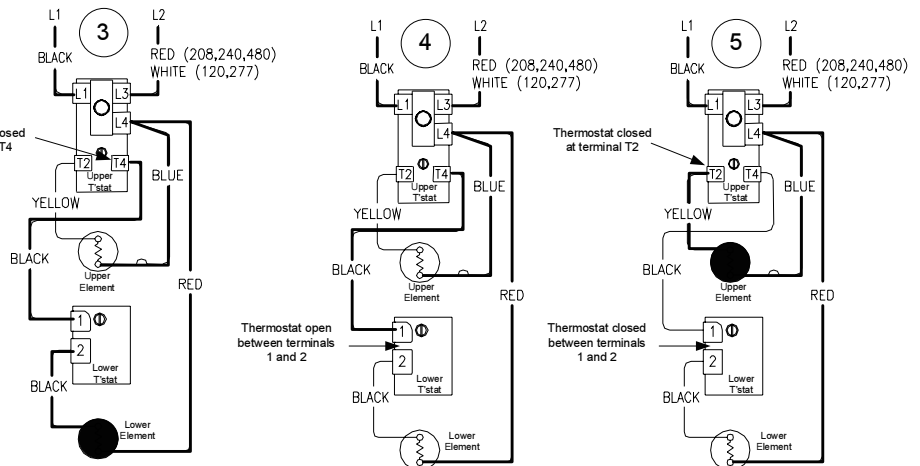 L1
3
L2
BLACK
RED (208,240,480)
WHITE (120,277)
L1
L3
L4
osed
T4
T2
T4
Upper
T'stat
BLUE
YELLOW
BLACK
Upper
Element
RED
1
2
Lower
T'stat
BLACK
Lower
Element
L1
4
L2
BLACK
RED (208,240,480)
WHITE (120,277)
L1
L3
L4
T2
T4
Upper
T'stat
BLUE
YELLOW
BLACK
Upper
Element
RED
Thermostat open
between terminals
1 and 2
1
2
Lower
T'stat
BLACK
Lower
Element
L1
5
L2
BLACK
RED (208,240,480)
WHITE (120,277)
L1
L3
L4
Thermostat closed
at terminal T2
T2
T4
Upper
T'stat
BLUE
YELLOW
BLACK
Upper
Element
RED
Thermostat closed
between terminals
1 and 2
1
2
Lower
T'stat
BLACK
Lower
Element